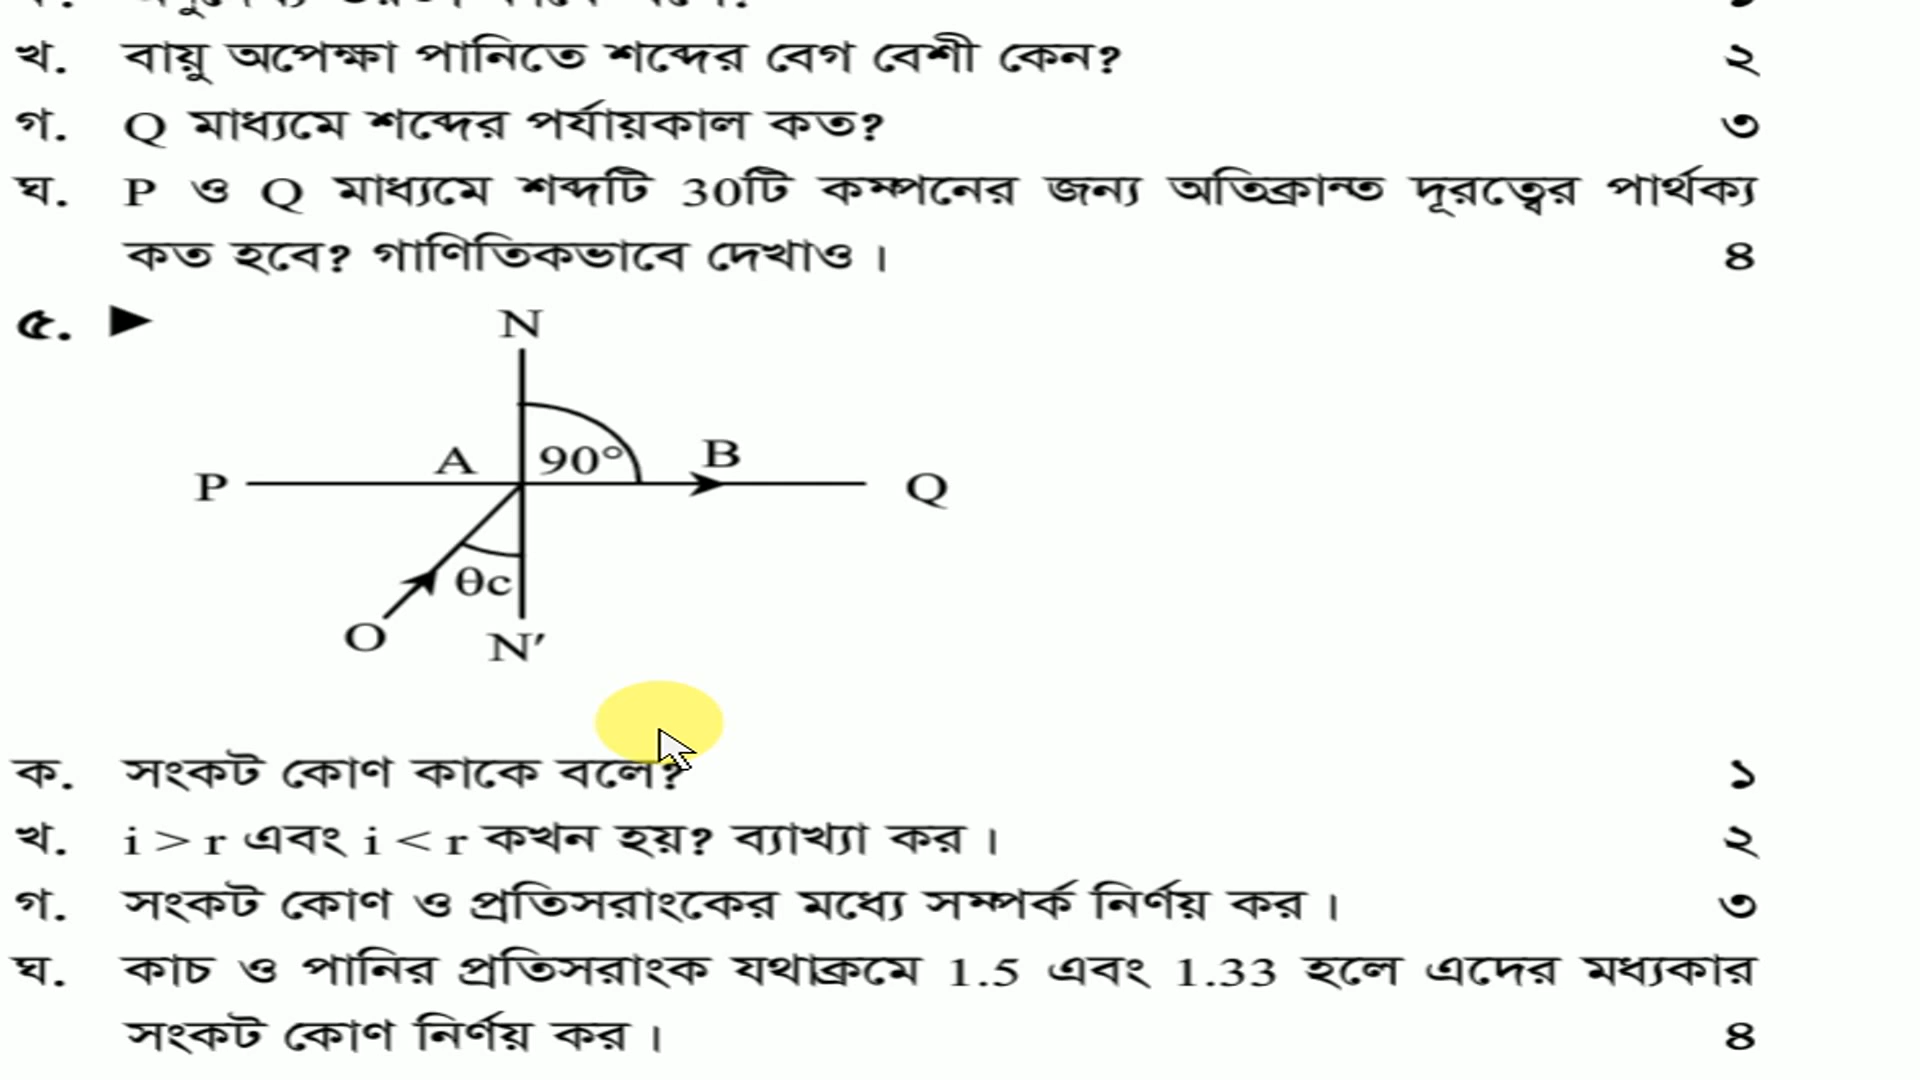 খ. বায়ু অপেক্ষা পানিতে শব্দের বেগ বেশী কেন? ২
গ. Q মাধ্যমে শব্দের পর্যায়কাল কত? ৩
ঘ. P ও Q মাধ্যমে শব্দটি 30টি কম্পনের জন্য অতিক্রান্ত দূরত্বের পার্থক্য
কত হবে? গাণিতিকভাবে দেখাও। ৪
৫. ▶
N
A 90° B
P Q
θc
O N′
ক. সংকট কোণ কাকে বলে? ১
খ. i > r এবং i < r কখন হয়? ব্যাখ্যা কর। ২
গ. সংকট কোণ ও প্রতিসরাংকের মধ্যে সম্পর্ক নির্ণয় কর। ৩
ঘ. কাচ ও পানির প্রতিসরাংক যথাক্রমে 1.5 এবং 1.33 হলে এদের মধ্যকার
সংকট কোণ নির্ণয় কর। ৪